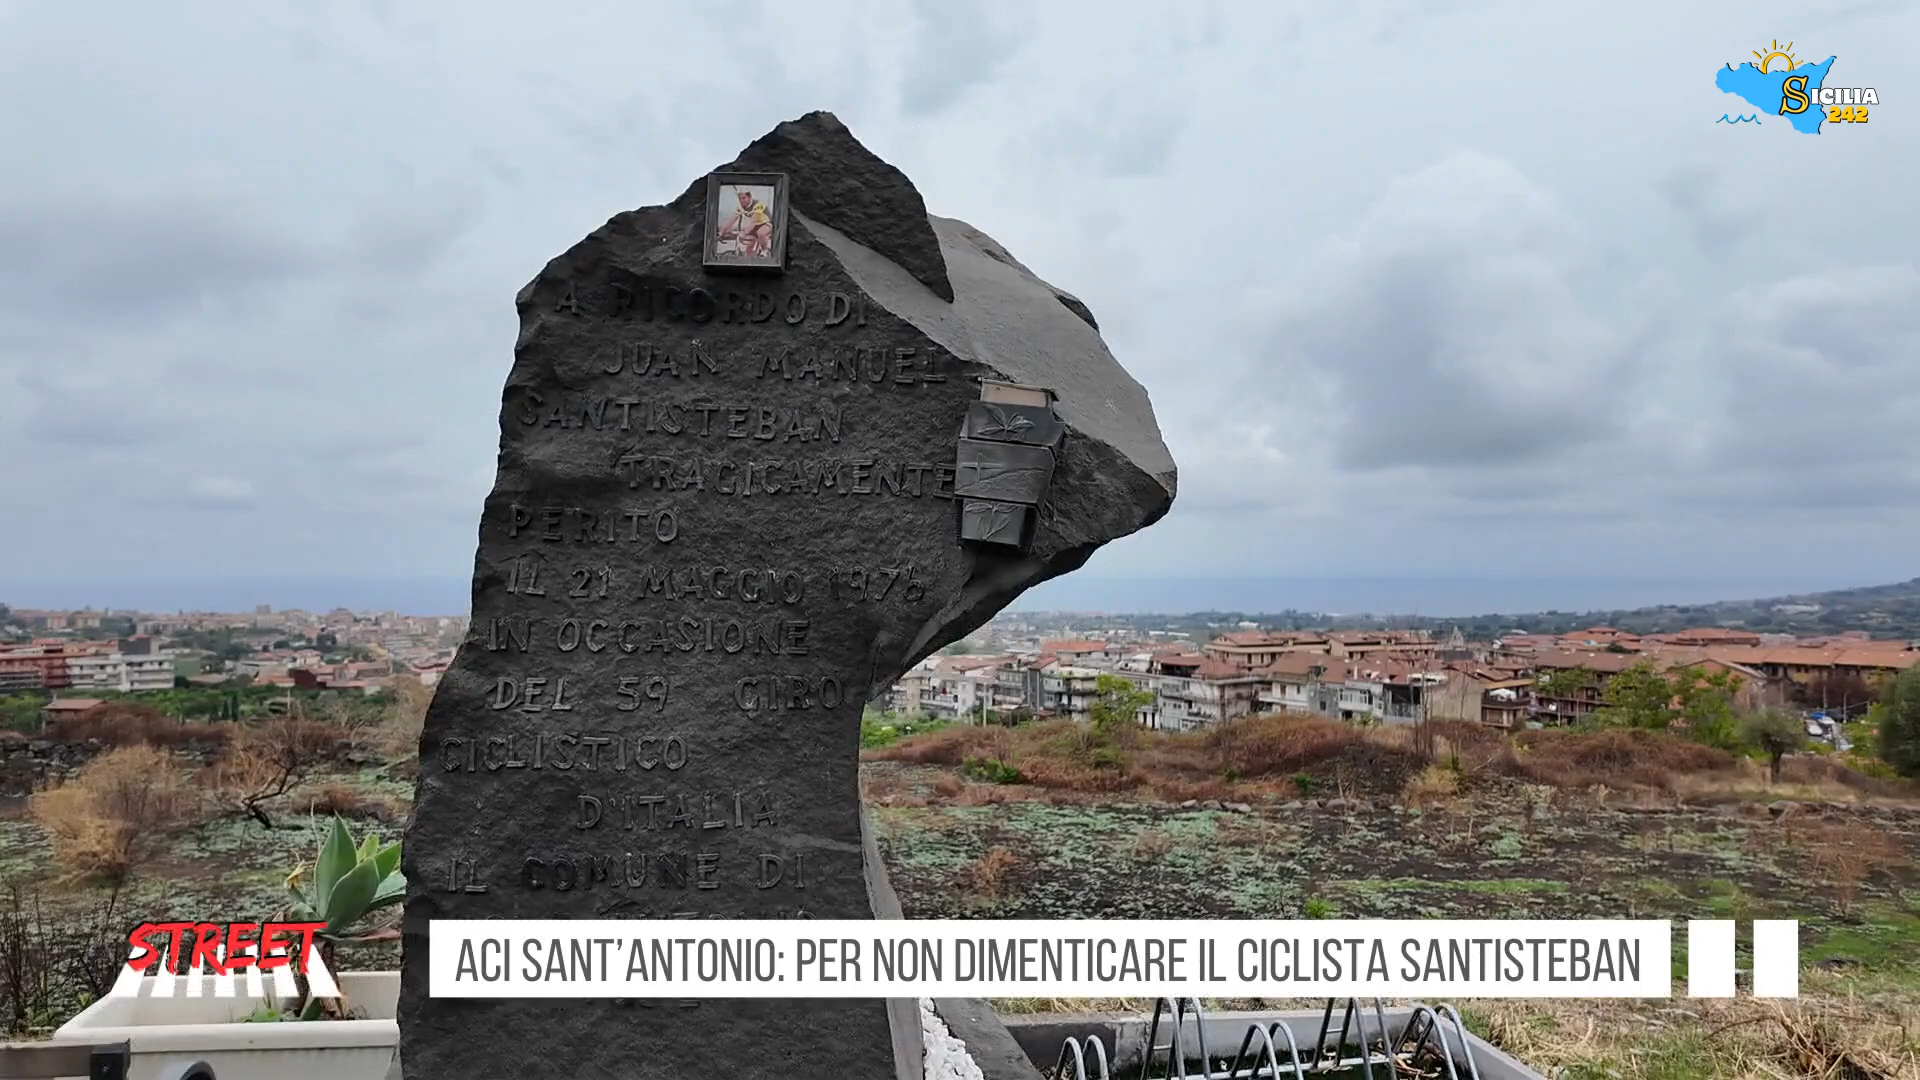 SICILIA
242
A RICORDO DI
JUAN MANUEL
SANTISTEBAN
TRAGICAMENTE
PERITO
IL 21 MAGGIO 1976
IN OCCASIONE
DEL 59 GIRO
CICLISTICO
D'ITALIA
IL COMUNE DI
STREET
ACI SANT'ANTONIO: PER NON DIMENTICARE IL CICLISTA SANTISTEBAN